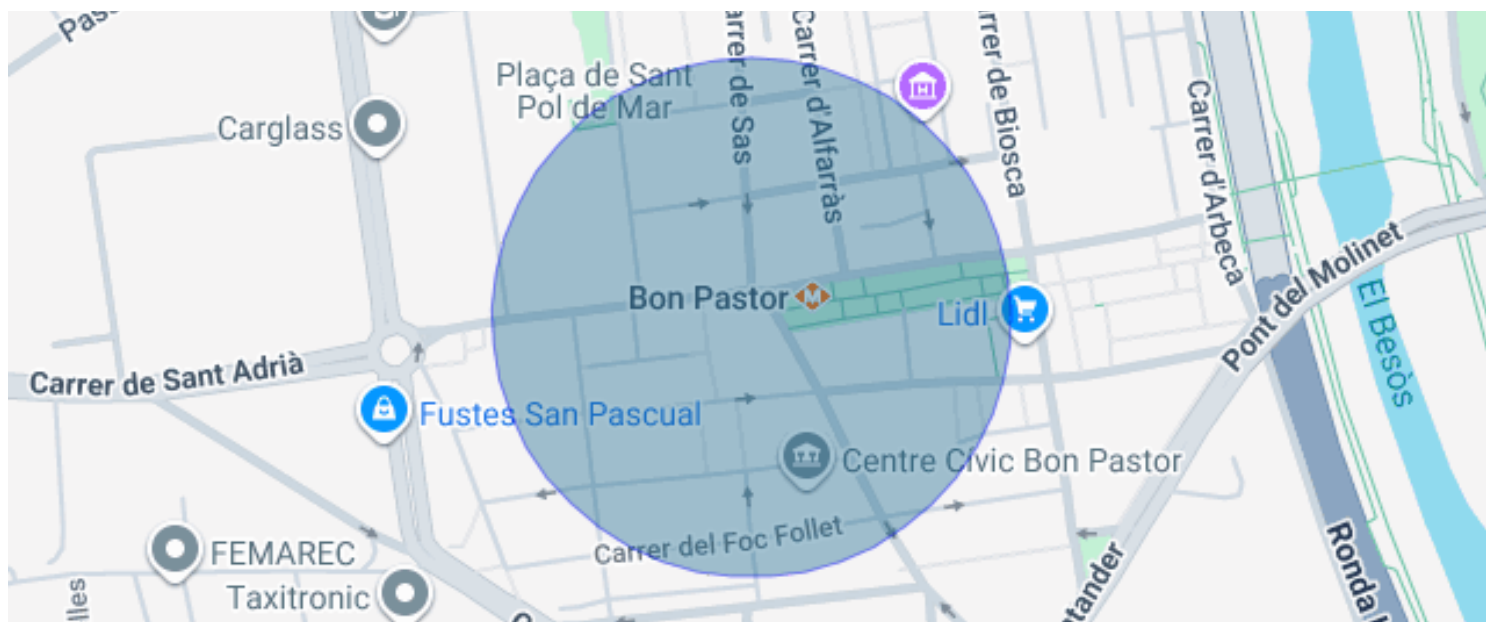 Plaça de Sant
Pol de Mar
Carglass
Carrer de Sas
Carrer d'Alfarràs
Carrer de Biosca
Carrer d'Arbeca
Bon Pastor
M
Lidl
Pont del Molinet
El Besòs
Carrer de Sant Adrià
Fustes San Pascual
Centre Cívic Bon Pastor
Carrer del Foc Follet
FEMAREC
Taxitronic
Ronda